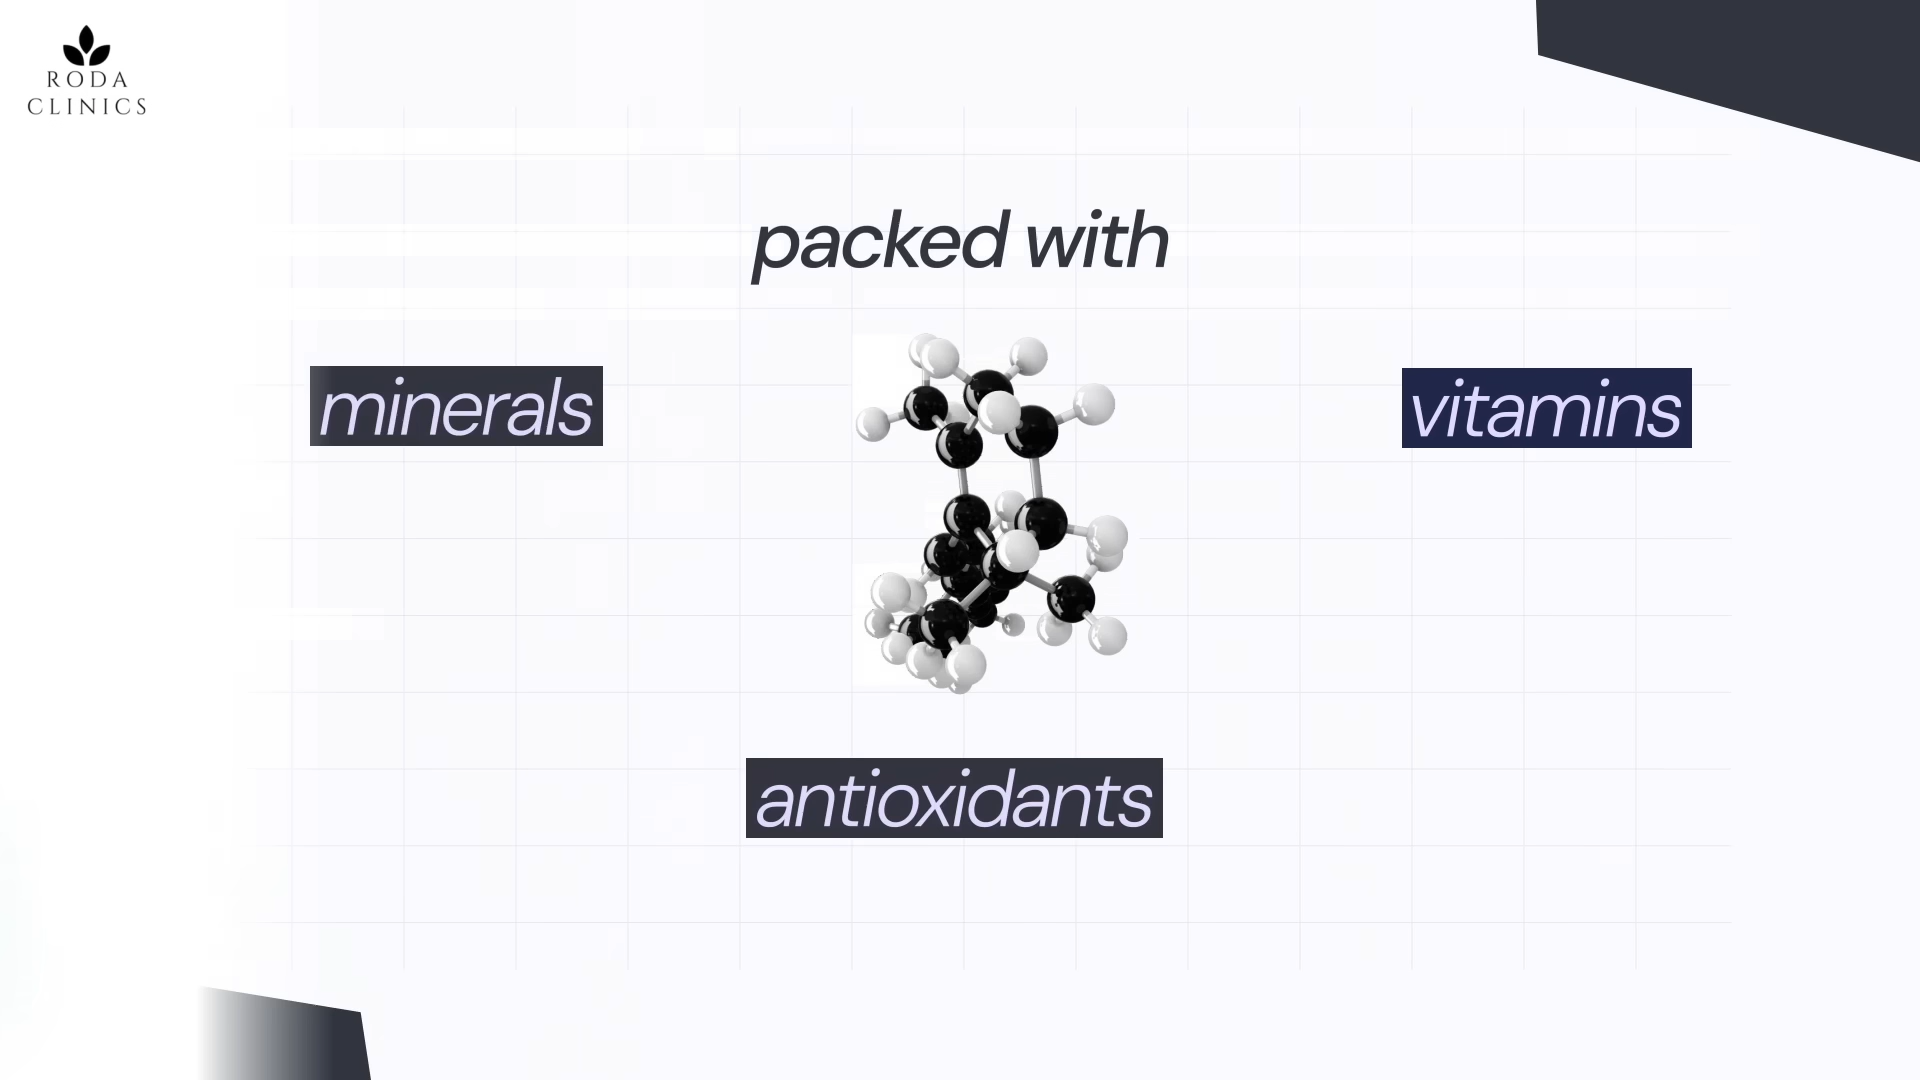 RODA
CLINICS
packed with
minerals
vitamins
antioxidants